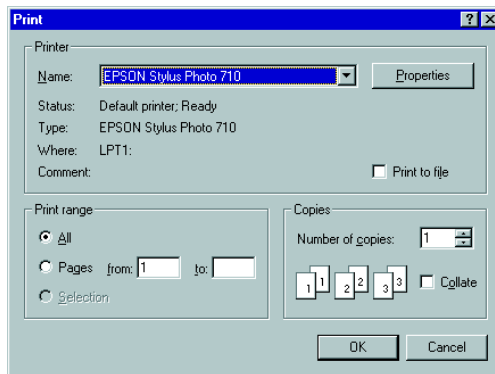 Print
Printer
Name: EPSON Stylus Photo 710 Properties
Status: Default printer; Ready
Type: EPSON Stylus Photo 710
Where: LPT1:
Comment: Print to file
Print range
All
Pages from: 1 to:
Selection
Copies
Number of copies: 1
1 1 2 2 3 3 Collate
OK Cancel